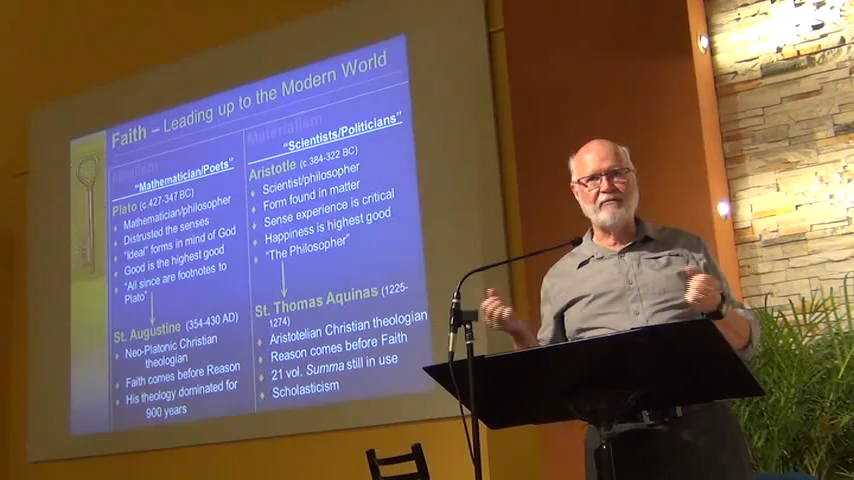 Faith – Leading up to the Modern World
Idealism
"Mathematician/Poets"
Plato (c.427-347 BC)
Mathematician/philosopher
Distrusted the senses
"Ideal" forms in mind of God
Good is the highest good
"All since are footnotes to
Plato"
St. Augustine (354-430 AD)
Neo-Platonic Christian
theologian
Faith comes before Reason
His theology dominated for
900 years
Materialism
"Scientists/Politicians"
Aristotle (c 384-322 BC)
Scientist/philosopher
Form found in matter
Sense experience is critical
Happiness is highest good
"The Philosopher"
St. Thomas Aquinas (1225-
1274)
Aristotelian Christian theologian
Reason comes before Faith
21 vol. Summa still in use
Scholasticism